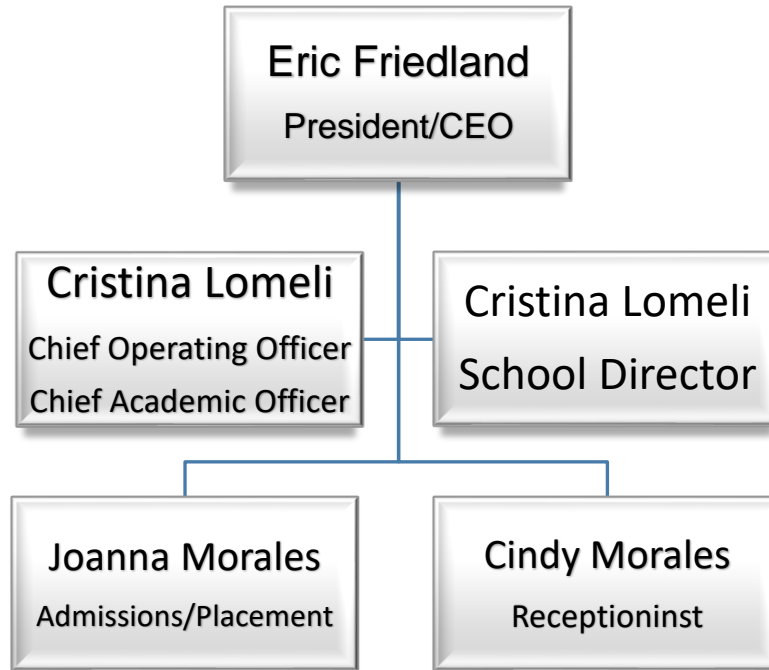 Eric Friedland
President/CEO
Cristina Lomeli
Chief Operating Officer
Chief Academic Officer
Cristina Lomeli
School Director
Joanna Morales
Admissions/Placement
Cindy Morales
Receptioninst